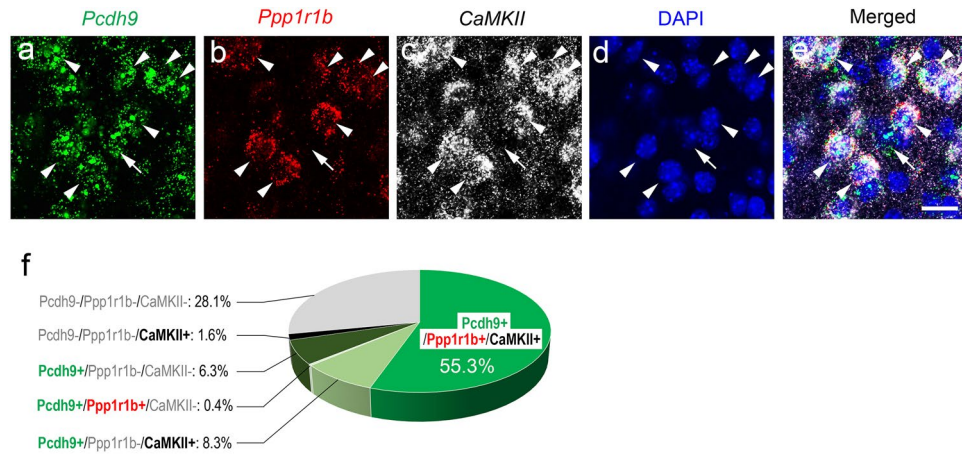 Pcdh9 Ppp1r1b CaMKII DAPI Merged
a b c d e
f
Pcdh9-/Ppp1r1b-/CaMKII-: 28.1%
Pcdh9-/Ppp1r1b-/CaMKII+: 1.6%
Pcdh9+/Ppp1r1b-/CaMKII-: 6.3%
Pcdh9+/Ppp1r1b+/CaMKII-: 0.4%
Pcdh9+/Ppp1r1b-/CaMKII+: 8.3%
Pcdh9+
/Ppp1r1b+/CaMKII+
55.3%